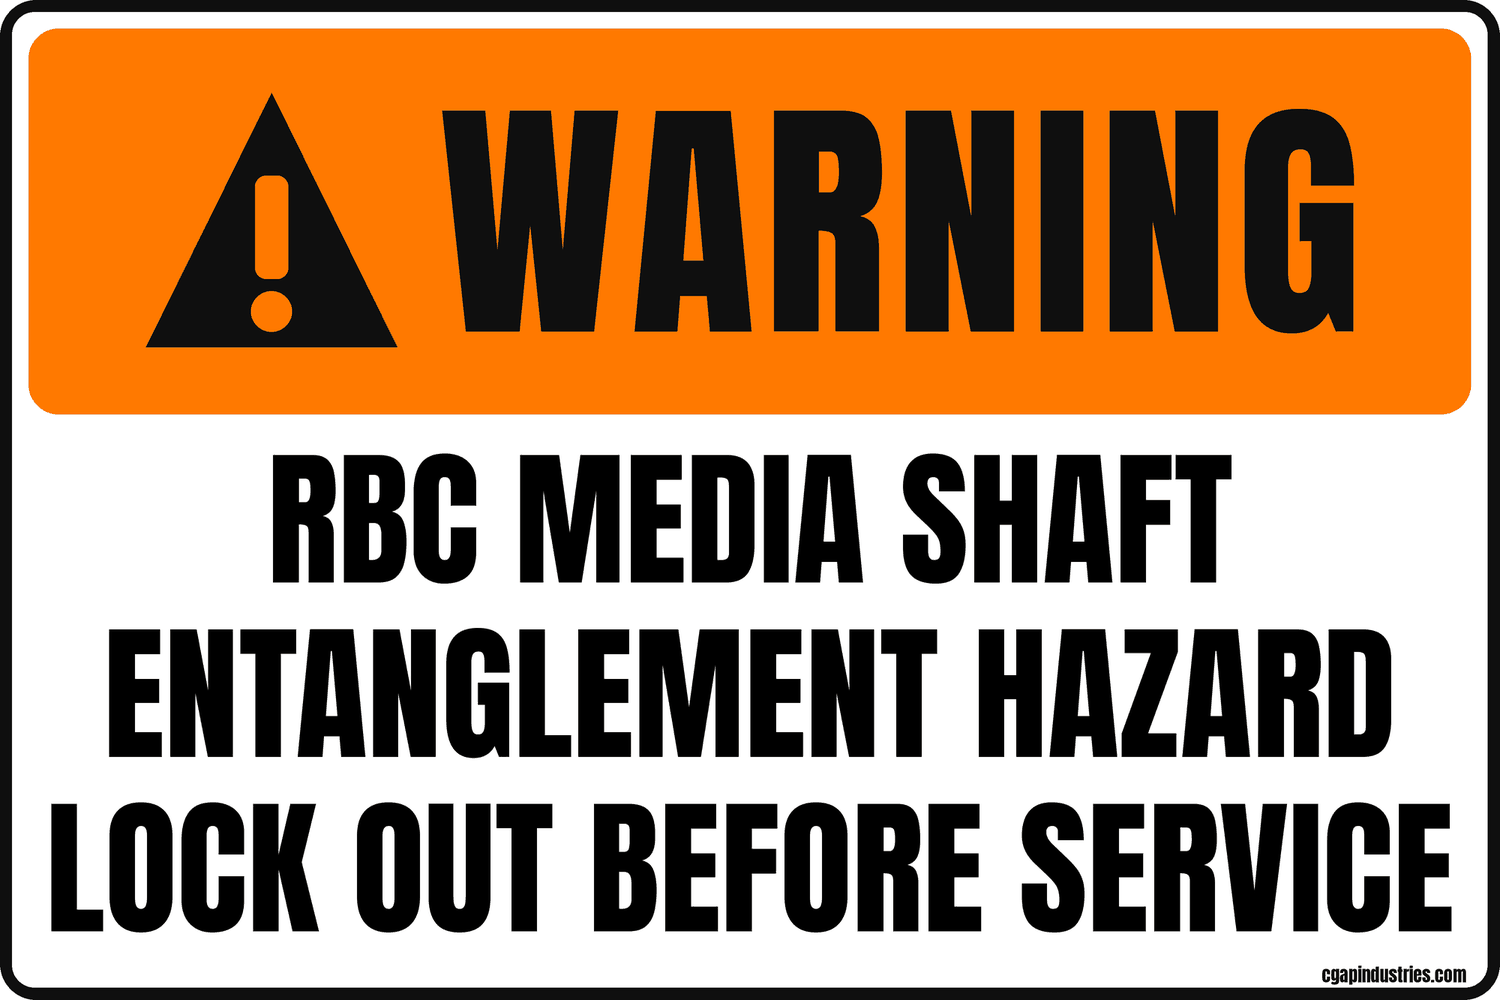 WARNING
RBC MEDIA SHAFT
ENTANGLEMENT HAZARD
LOCK OUT BEFORE SERVICE
cgapindustries.com